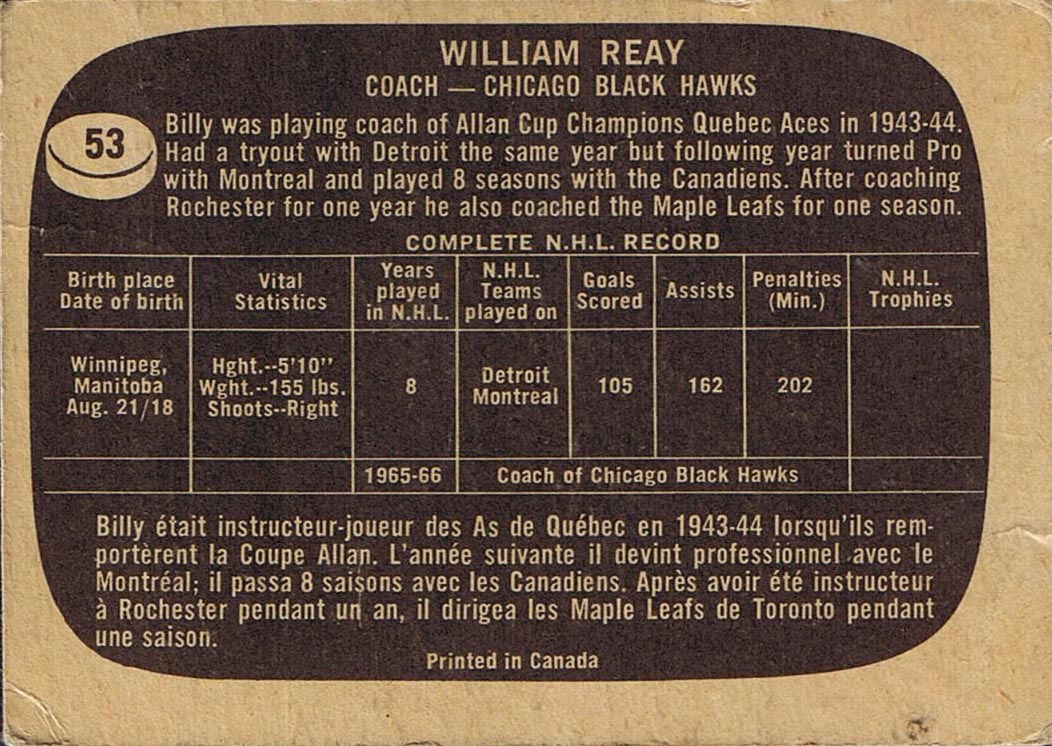 WILLIAM REAY
COACH — CHICAGO BLACK HAWKS
53
Billy was playing coach of Allan Cup Champions Quebec Aces in 1943-44.
Had a tryout with Detroit the same year but following year turned Pro
with Montreal and played 8 seasons with the Canadiens. After coaching
Rochester for one year he also coached the Maple Leafs for one season.
COMPLETE N.H.L. RECORD
Birth place
Date of birth
Vital
Statistics
Years
played
in N.H.L.
N.H.L.
Teams
played on
Goals
Scored
Assists
Penalties
(Min.)
N.H.L.
Trophies
Winnipeg,
Manitoba
Aug. 21/18
Hght.--5'10''
Wght.--155 lbs.
Shoots--Right
8
Detroit
Montreal
105
162
202
1965-66
Coach of Chicago Black Hawks
Billy était instructeur-joueur des As de Québec en 1943-44 lorsqu'ils rem-
portèrent la Coupe Allan. L'année suivante il devint professionnel avec le
Montréal; il passa 8 saisons avec les Canadiens. Après avoir été instructeur
à Rochester pendant un an, il dirigea les Maple Leafs de Toronto pendant
une saison.
Printed in Canada